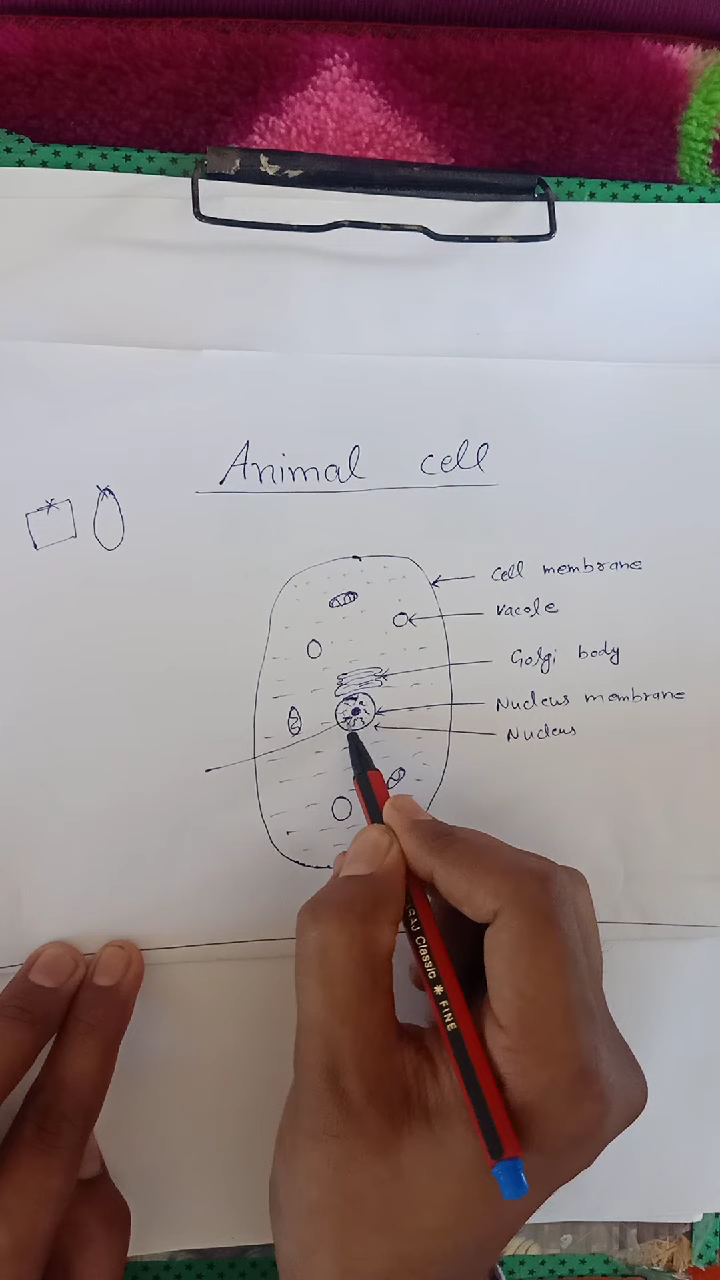 Animal cell
Cell membrane
vacole
Golgi body
Nucleus membrane
Nucleus
Classic * FINE